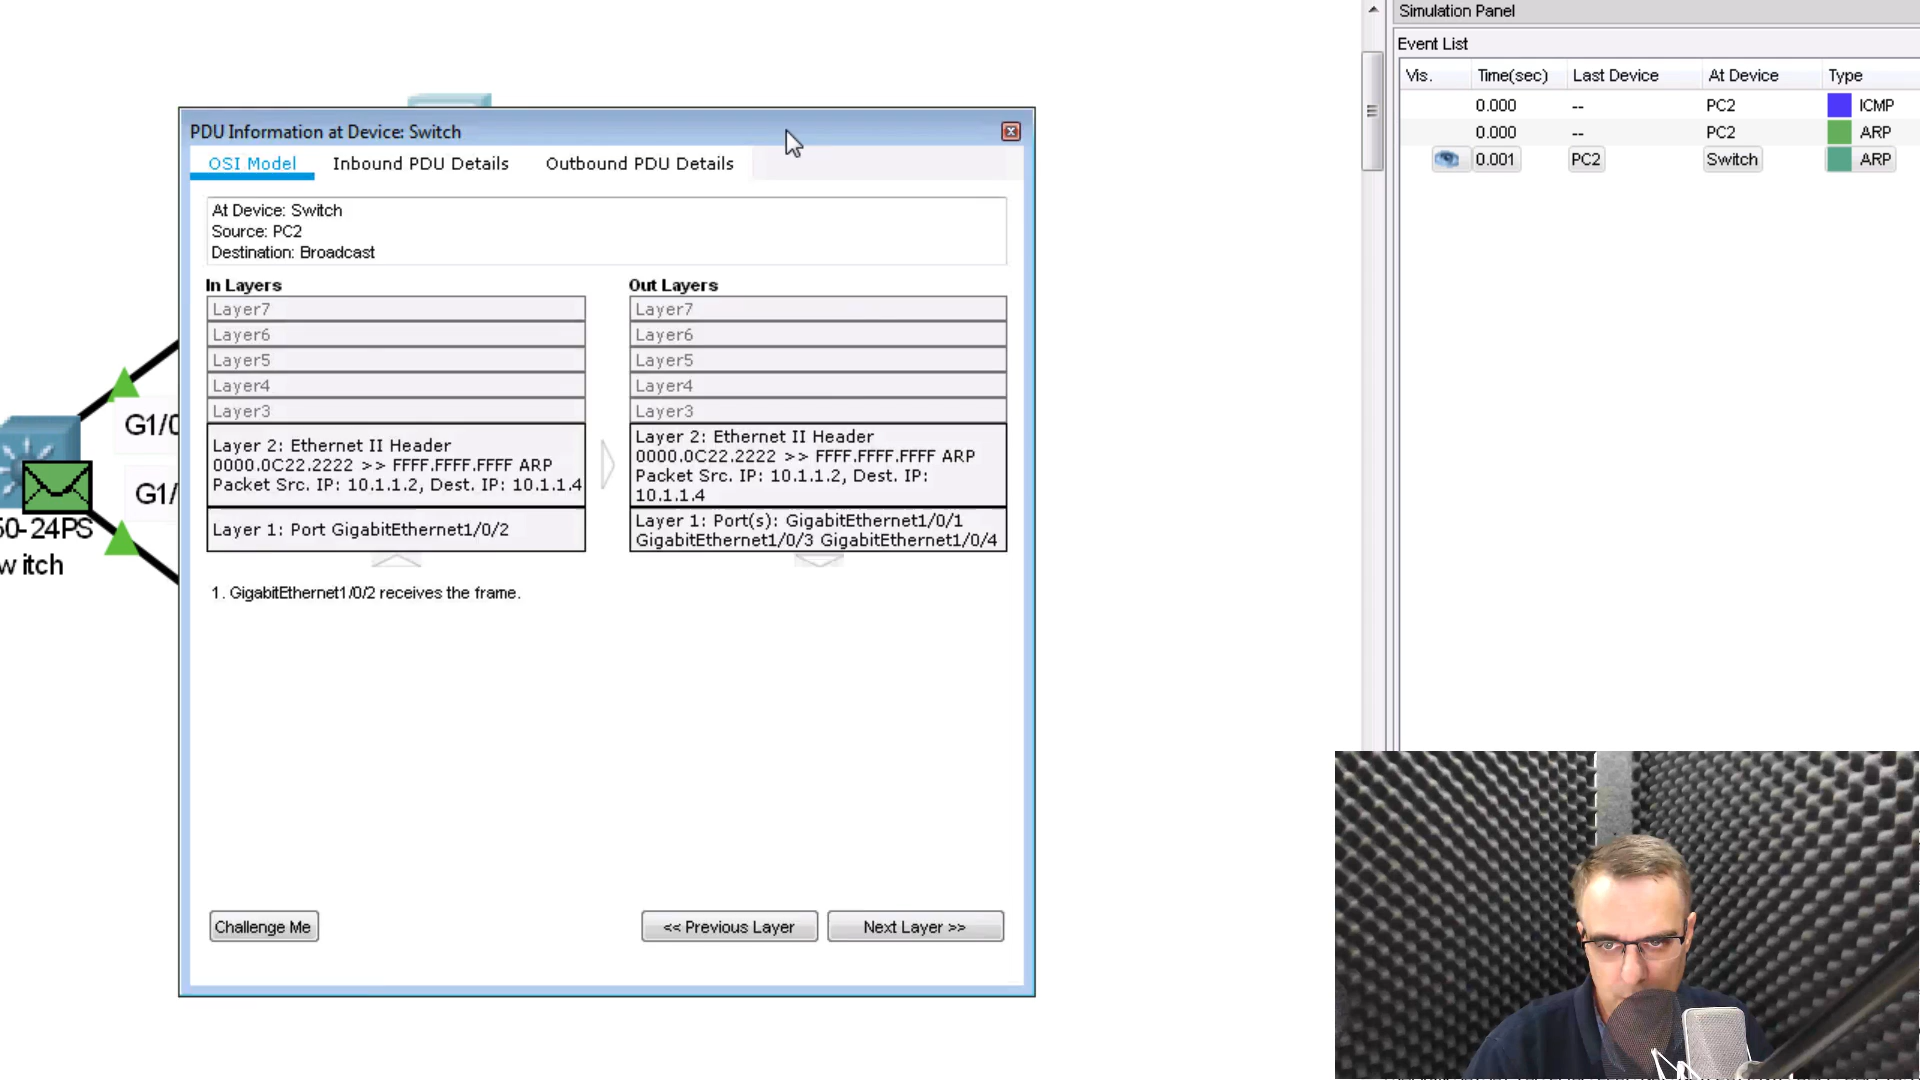 Simulation Panel
Event List
Vis. Time(sec) Last Device At Device Type
0.000 -- PC2 ICMP
0.000 -- PC2 ARP
0.001 PC2 Switch ARP
PDU Information at Device: Switch
OSI Model Inbound PDU Details Outbound PDU Details
At Device: Switch
Source: PC2
Destination: Broadcast
In Layers
Layer7
Layer6
Layer5
Layer4
Layer3
Layer 2: Ethernet II Header
0000.0C22.2222 >> FFFF.FFFF.FFFF ARP
Packet Src. IP: 10.1.1.2, Dest. IP: 10.1.1.4
Layer 1: Port GigabitEthernet1/0/2
Out Layers
Layer7
Layer6
Layer5
Layer4
Layer3
Layer 2: Ethernet II Header
0000.0C22.2222 >> FFFF.FFFF.FFFF ARP
Packet Src. IP: 10.1.1.2, Dest. IP:
10.1.1.4
Layer 1: Port(s): GigabitEthernet1/0/1
GigabitEthernet1/0/3 GigabitEthernet1/0/4
1. GigabitEthernet1/0/2 receives the frame.
Challenge Me
<< Previous Layer
Next Layer >>
G1/0
G1/
50-24PS
witch